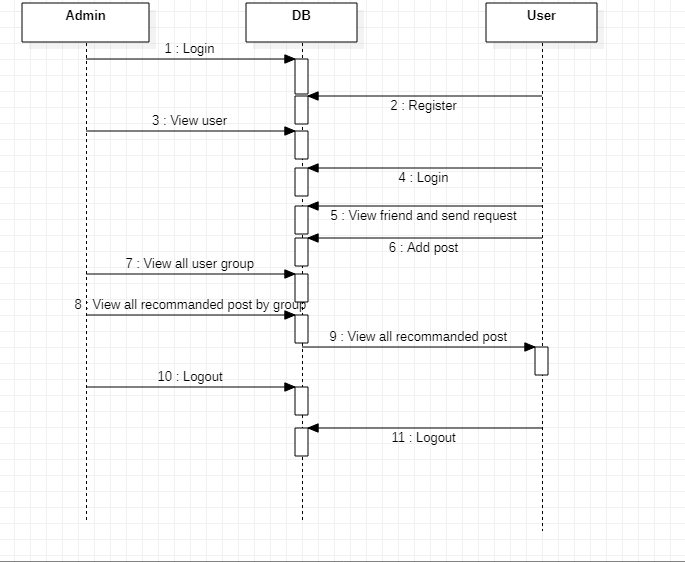 Admin
DB
User
1 : Login
2 : Register
3 : View user
4 : Login
5 : View friend and send request
6 : Add post
7 : View all user group
8 : View all recommanded post by group
9 : View all recommanded post
10 : Logout
11 : Logout